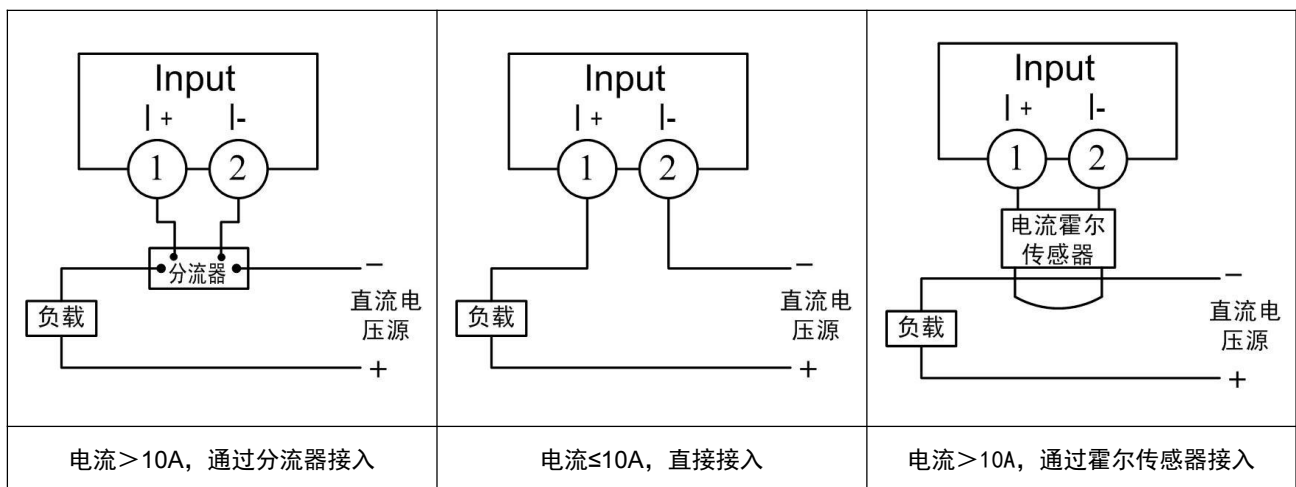 Input
I + I-
1 2
分流器
负载
−
直流电
压源
+
电流＞10A，通过分流器接入
Input
I + I-
1 2
负载
−
直流电
压源
+
电流≤10A，直接接入
Input
I + I-
1 2
电流霍尔
传感器
负载
−
直流电
压源
+
电流＞10A，通过霍尔传感器接入